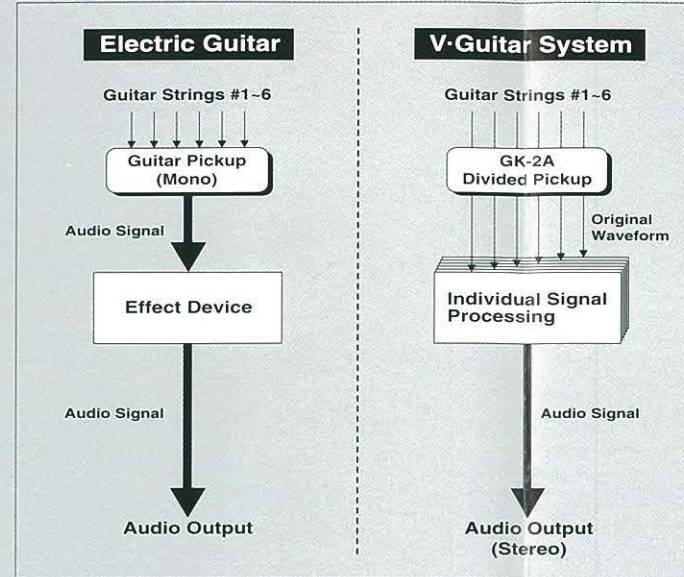 Electric Guitar
Guitar Strings #1~6
Guitar Pickup
(Mono)
Audio Signal
Effect Device
Audio Signal
Audio Output
V·Guitar System
Guitar Strings #1~6
GK-2A
Divided Pickup
Original
Waveform
Individual Signal
Processing
Audio Signal
Audio Output
(Stereo)